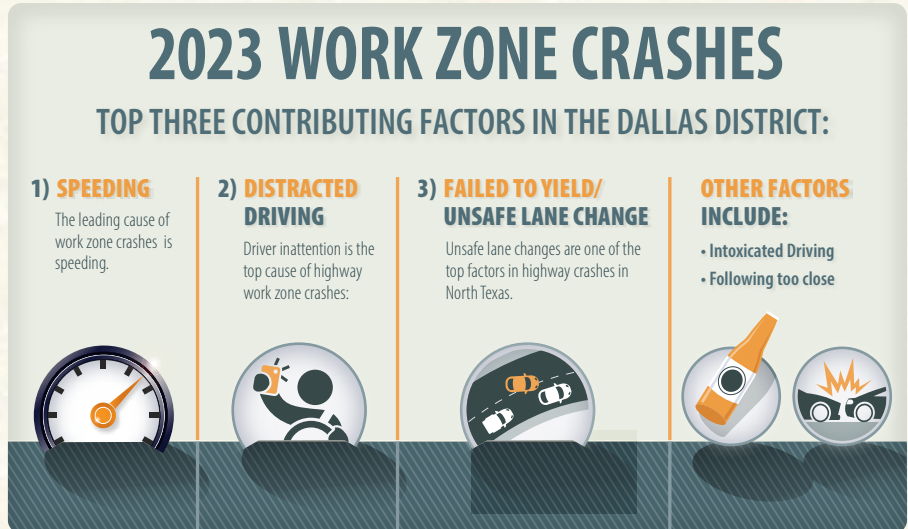 2023 WORK ZONE CRASHES
TOP THREE CONTRIBUTING FACTORS IN THE DALLAS DISTRICT:
1) SPEEDING
The leading cause of
work zone crashes is
speeding.
2) DISTRACTED
DRIVING
Driver inattention is the
top cause of highway
work zone crashes:
3) FAILED TO YIELD/
UNSAFE LANE CHANGE
Unsafe lane changes are one of the
top factors in highway crashes in
North Texas.
OTHER FACTORS
INCLUDE:
• Intoxicated Driving
• Following too close